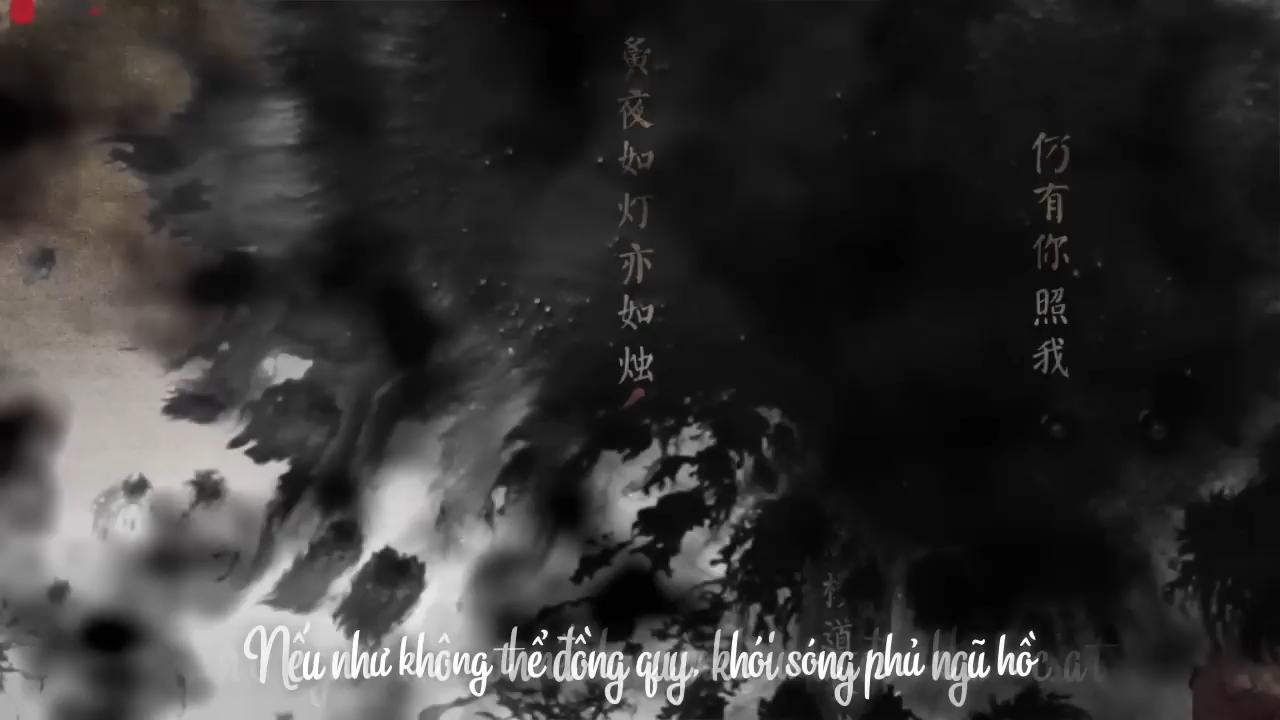 仍有你照我
夤夜如灯亦如烛
Nếu như không thể đồng quy, khói sóng phủ ngũ hồ